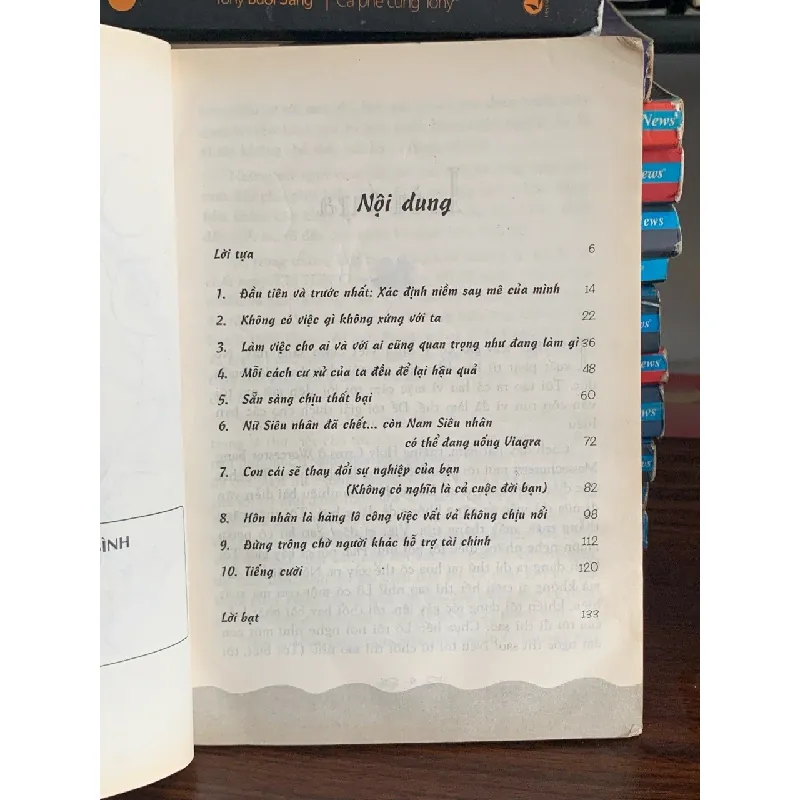 Tony Buổi Sáng | Cà phê cùng Tony
News
ews
News
News
News
News
News
Nội dung
Lời tựa 6
1. Đầu tiên và trước nhất: Xác định niềm say mê của mình 14
2. Không có việc gì không xứng với ta 22
3. Làm việc cho ai và với ai cũng quan trọng như đang làm gì 36
4. Mỗi cách cư xử của ta đều để lại hậu quả 48
5. Sẵn sàng chịu thất bại 60
6. Nữ Siêu nhân đã chết... còn Nam Siêu nhân
có thể đang uống Viagra 72
7. Con cái sẽ thay đổi sự nghiệp của bạn
(Không có nghĩa là cả cuộc đời bạn) 82
8. Hôn nhân là hàng lô công việc vất vả không chịu nổi 98
9. Đừng trông chờ người khác hỗ trợ tài chính 112
10. Tiếng cười 120
Lời bạt 133
ÌNH